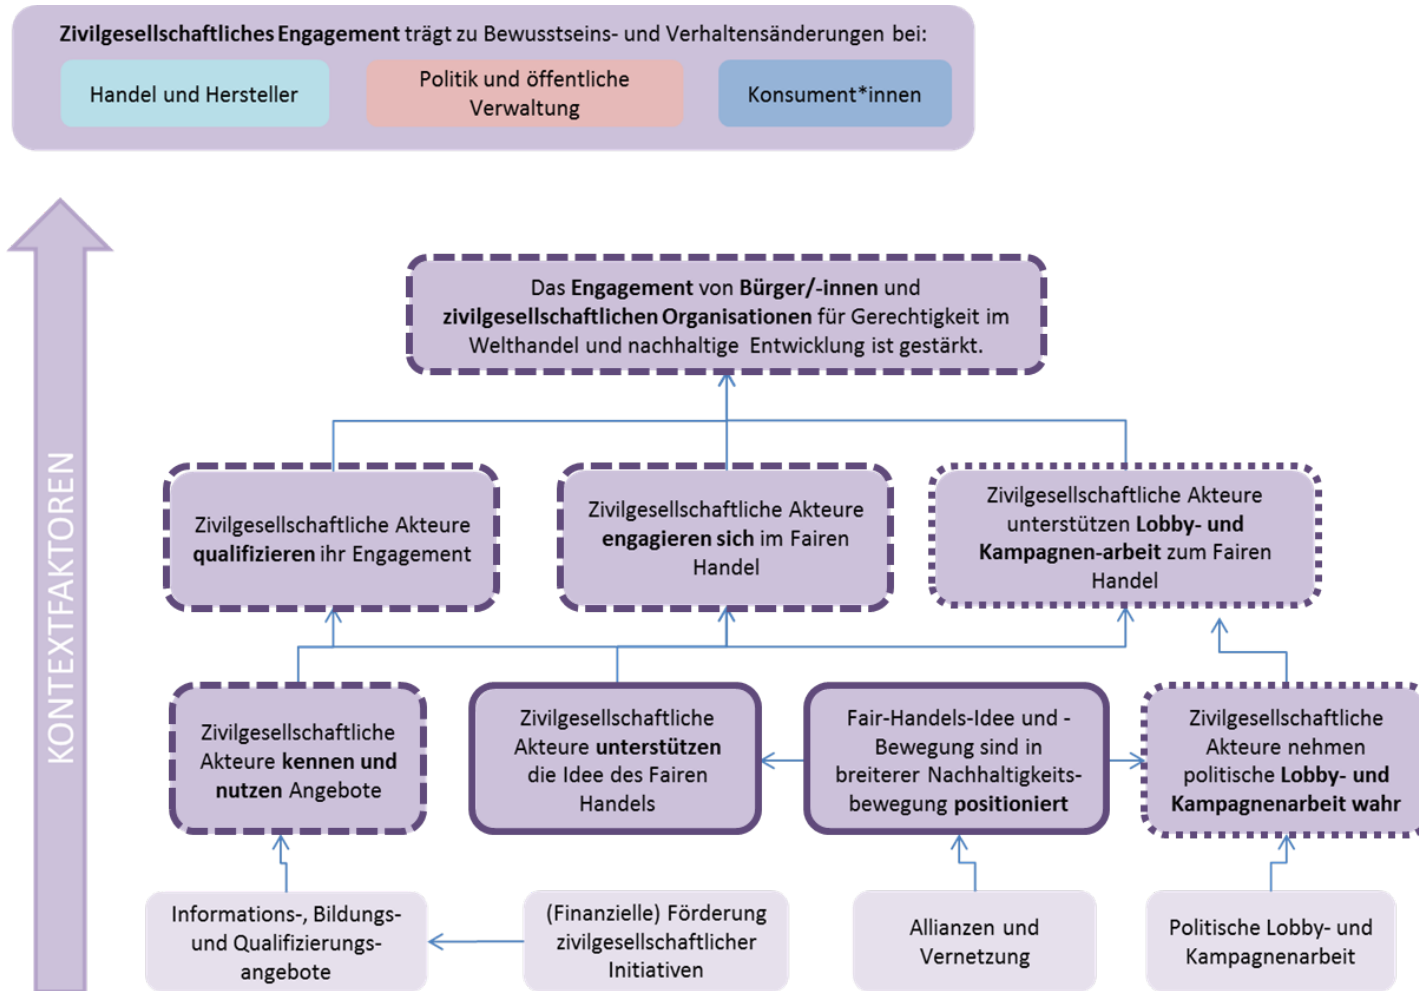 Zivilgesellschaftliches Engagement trägt zu Bewusstseins- und Verhaltensänderungen bei:
Handel und Hersteller
Politik und öffentliche
Verwaltung
Konsument*innen
KONTEXTFAKTOREN
Das Engagement von Bürger/-innen und
zivilgesellschaftlichen Organisationen für Gerechtigkeit im
Welthandel und nachhaltige Entwicklung ist gestärkt.
Zivilgesellschaftliche Akteure
qualifizieren ihr Engagement
Zivilgesellschaftliche Akteure
engagieren sich im Fairen
Handel
Zivilgesellschaftliche Akteure
unterstützen Lobby- und
Kampagnen-arbeit zum Fairen
Handel
Zivilgesellschaftliche
Akteure kennen und
nutzen Angebote
Zivilgesellschaftliche
Akteure unterstützen
die Idee des Fairen
Handels
Fair-Handels-Idee und -
Bewegung sind in
breiterer Nachhaltigkeits-
bewegung positioniert
Zivilgesellschaftliche
Akteure nehmen
politische Lobby- und
Kampagnenarbeit wahr
Informations-, Bildungs-
und Qualifizierungs-
angebote
(Finanzielle) Förderung
zivilgesellschaftlicher
Initiativen
Allianzen und
Vernetzung
Politische Lobby- und
Kampagnenarbeit